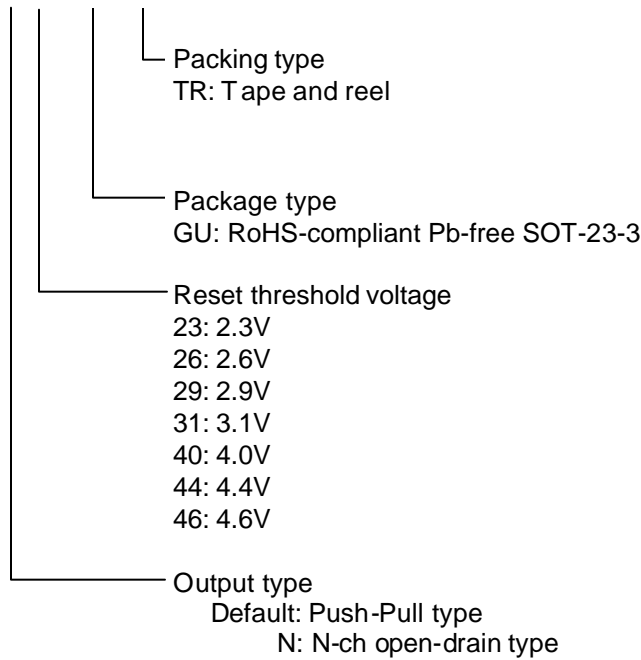 Packing type
TR: Tape and reel
Package type
GU: RoHS-compliant Pb-free SOT-23-3
Reset threshold voltage
23: 2.3V
26: 2.6V
29: 2.9V
31: 3.1V
40: 4.0V
44: 4.4V
46: 4.6V
Output type
Default: Push-Pull type
N: N-ch open-drain type